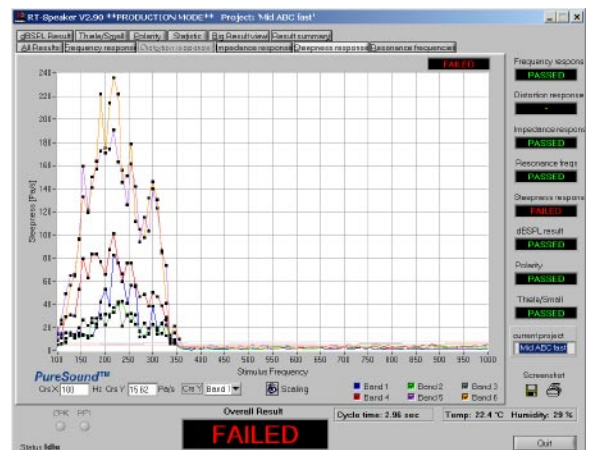 RT-Speaker V2.90 **PRODUCTION MODE** Project: 'Mid ABC fast'
dBSPL Result Thiele/Small Polarity Statistic Big Result view Result summary
All Results Frequency response Distortion response Impedance response Steepness response Resonance frequencies
FAILED
Steepness [Pa/s]
240-
220-
200-
180-
160-
140-
120-
100-
80-
60-
40-
20-
0-
100 150 200 250 300 350 400 450 500 550 600 650 700 750 800 850 900 950 1000
Stimulus Frequency
PureSound™
Crs X 100 Hz Crs Y 15.62 Pa/s Crs Y Band 1 Scaling
Band 1 Band 2 Band 3
Band 4 Band 5 Band 6
Frequency respons
PASSED
Distortion response
-
Impedance respons
PASSED
Resonance freqs
PASSED
Steepness respons
FAILED
dBSPL result
PASSED
Polarity
PASSED
Thiele/Small
PASSED
current project
Mid ABC fast
Screenshot
Overall Result
FAILED
Cycle time: 2.96 sec Temp: 22.4 °C Humidity: 29 %
Status Idle
Quit